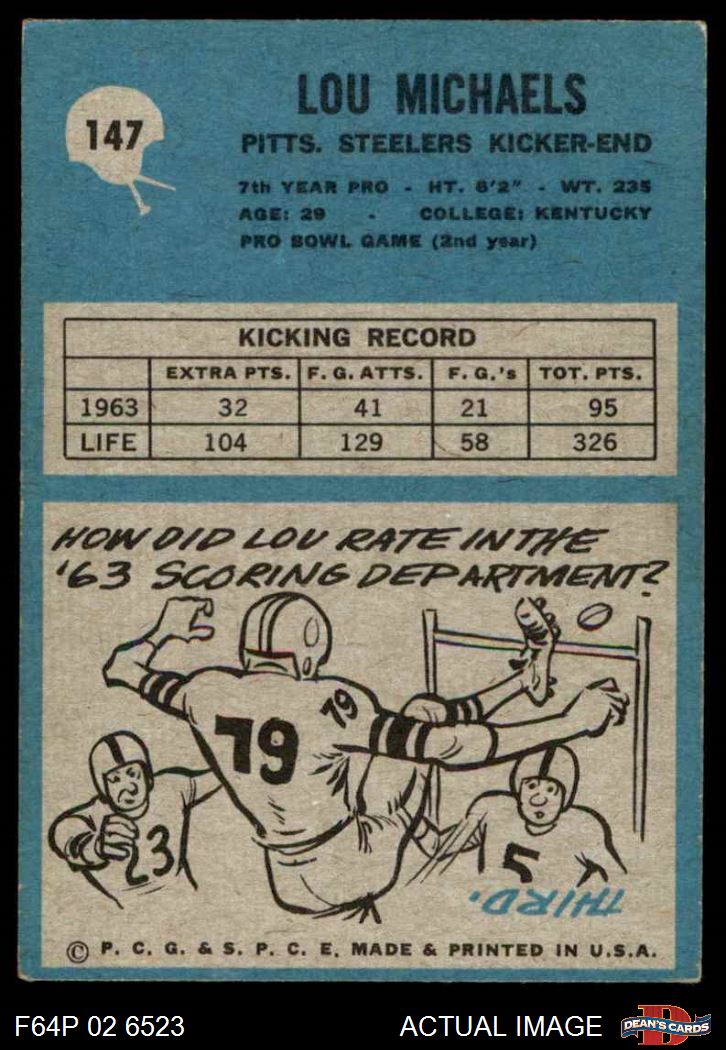 147
LOU MICHAELS
PITTS. STEELERS KICKER-END
7th YEAR PRO - HT. 6'2" - WT. 235
AGE: 29 - COLLEGE: KENTUCKY
PRO BOWL GAME (2nd year)
KICKING RECORD
EXTRA PTS. F.G. ATTS. F.G.'s TOT. PTS.
1963 32 41 21 95
LIFE 104 129 58 326
HOW DID LOU RATE IN THE
'63 SCORING DEPARTMENT?
79
79
23
5
THIRD.
© P. C. G. & S. P. C. E. MADE & PRINTED IN U.S.A.
F64P 02 6523
ACTUAL IMAGE
D
DEAN'S CARDS